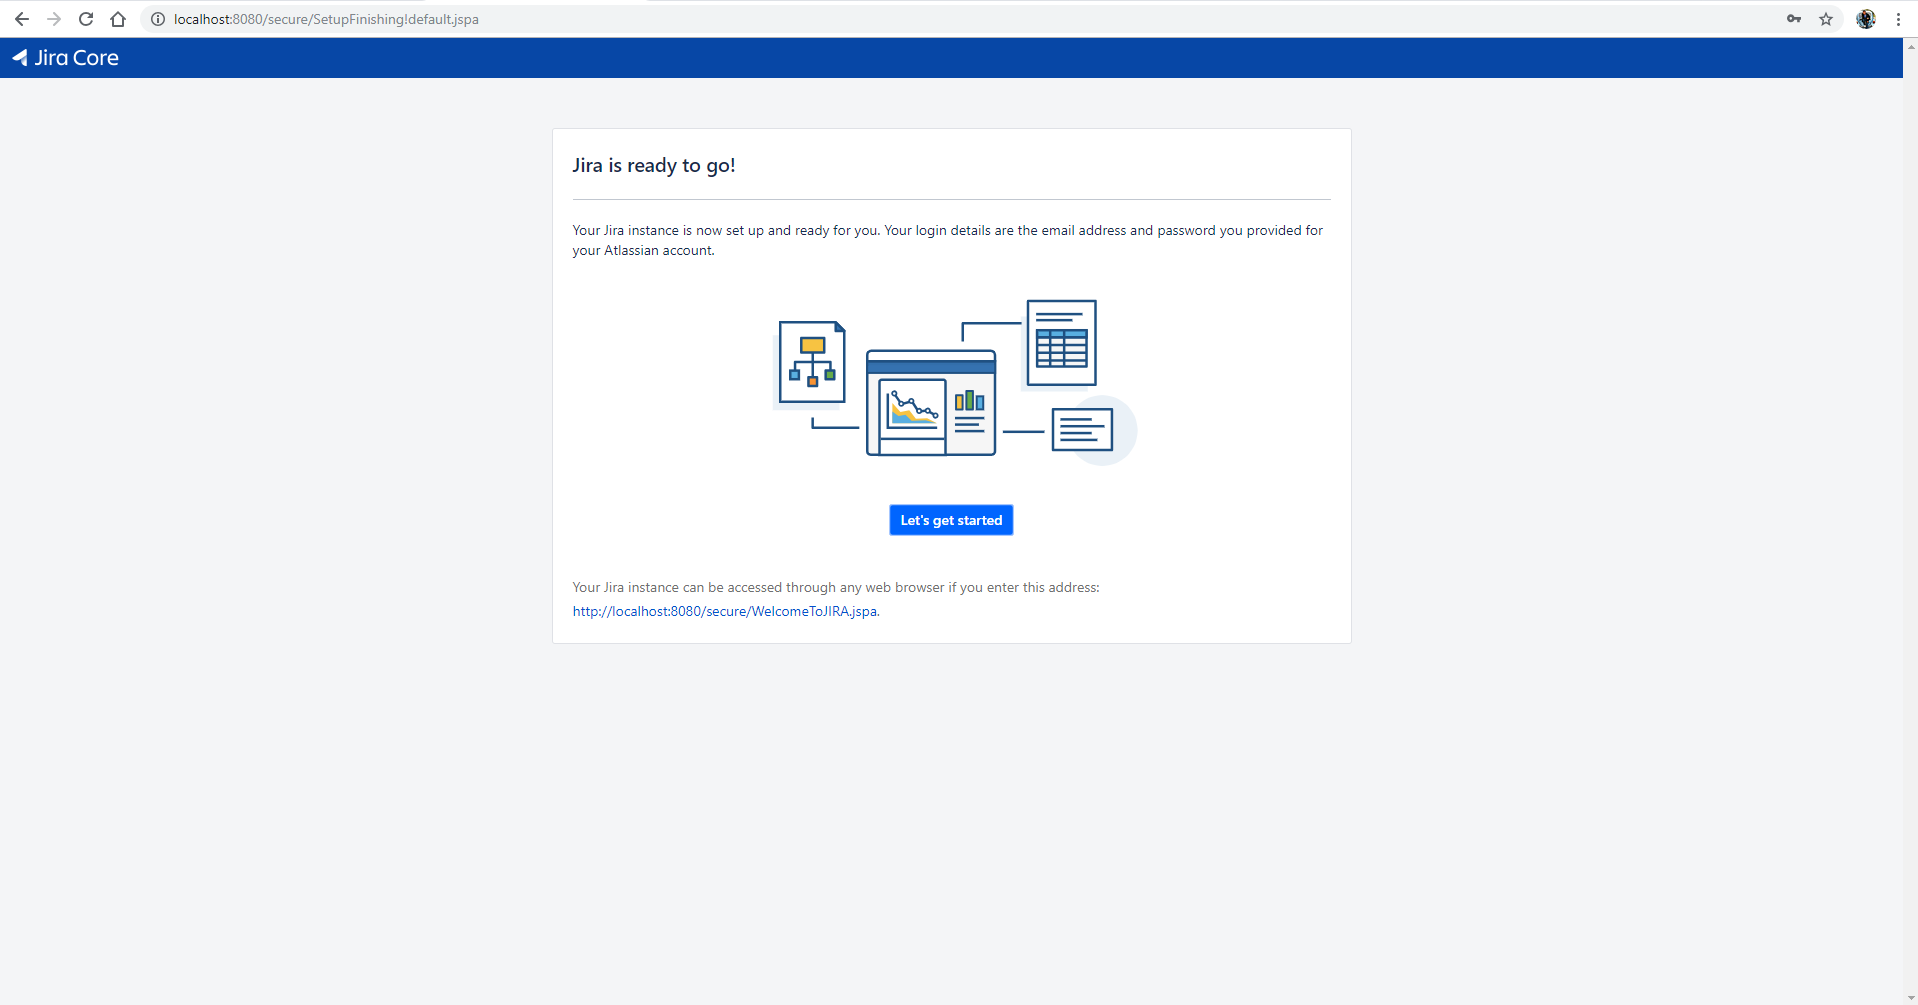 localhost:8080/secure/SetupFinishing!default.jspa
Jira Core
Jira is ready to go!
Your Jira instance is now set up and ready for you. Your login details are the email address and password you provided for
your Atlassian account.
Let's get started
Your Jira instance can be accessed through any web browser if you enter this address:
http://localhost:8080/secure/WelcomeToJIRA.jspa.